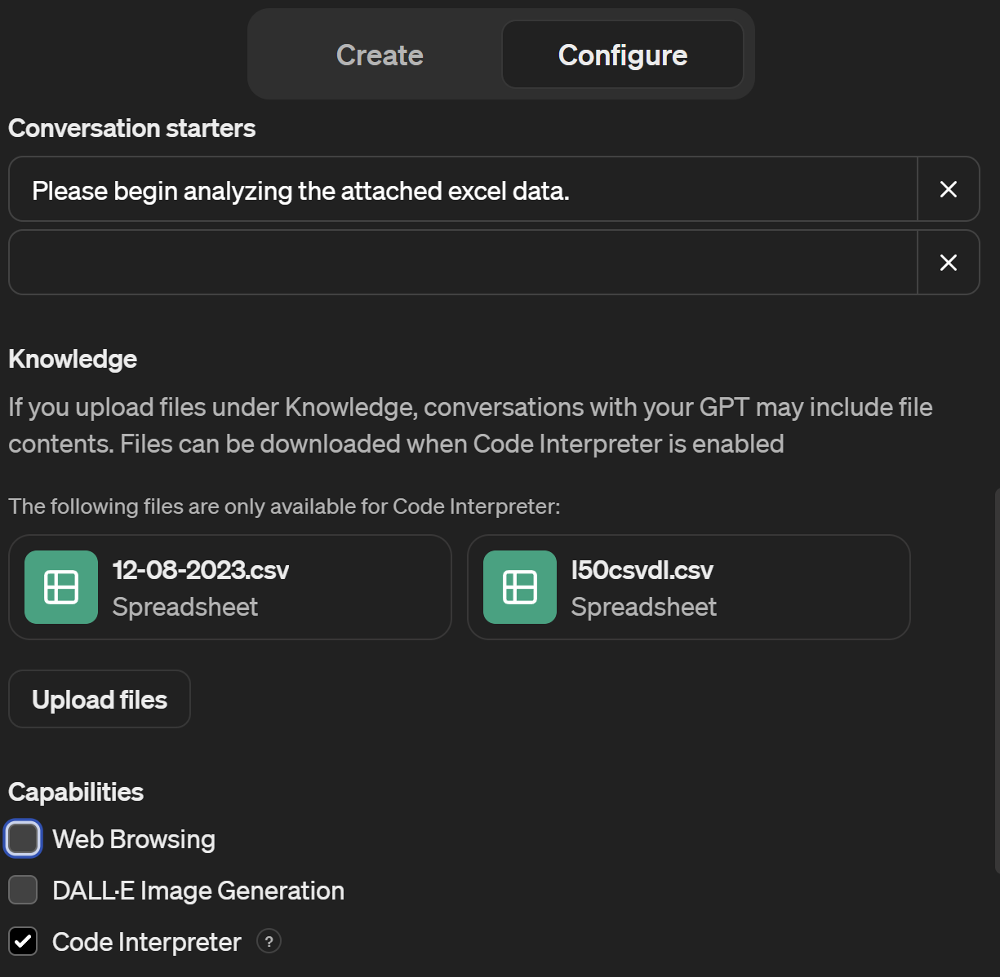 Create
Configure
Conversation starters
Please begin analyzing the attached excel data.
Knowledge
If you upload files under Knowledge, conversations with your GPT may include file
contents. Files can be downloaded when Code Interpreter is enabled
The following files are only available for Code Interpreter:
12-08-2023.csv
Spreadsheet
I50csvdl.csv
Spreadsheet
Upload files
Capabilities
Web Browsing
DALL·E Image Generation
Code Interpreter ?